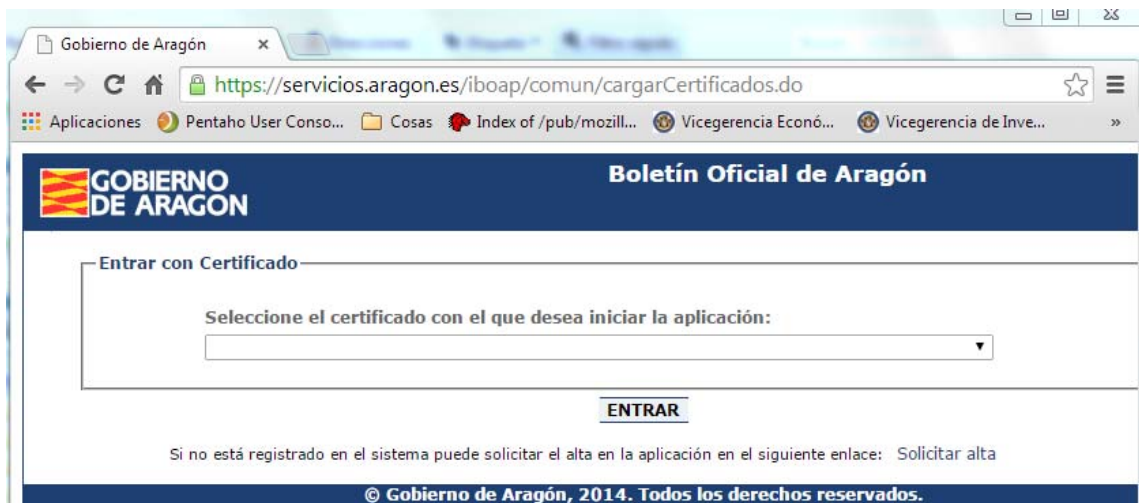 Gobierno de Aragón
https://servicios.aragon.es/iboap/comun/cargarCertificados.do
Aplicaciones Pentaho User Conso... Cosas Index of /pub/mozill... Vicegerencia Econó... Vicegerencia de Inve... »
GOBIERNO
DE ARAGON
Boletín Oficial de Aragón
Entrar con Certificado
Seleccione el certificado con el que desea iniciar la aplicación:
ENTRAR
Si no está registrado en el sistema puede solicitar el alta en la aplicación en el siguiente enlace: Solicitar alta
© Gobierno de Aragón, 2014. Todos los derechos reservados.